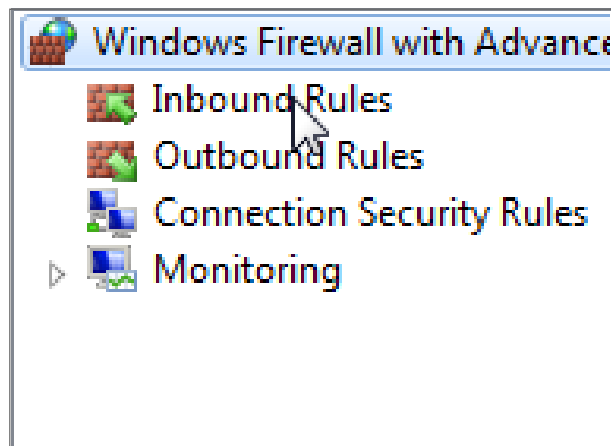 Windows Firewall with Advance
Inbound Rules
Outbound Rules
Connection Security Rules
Monitoring